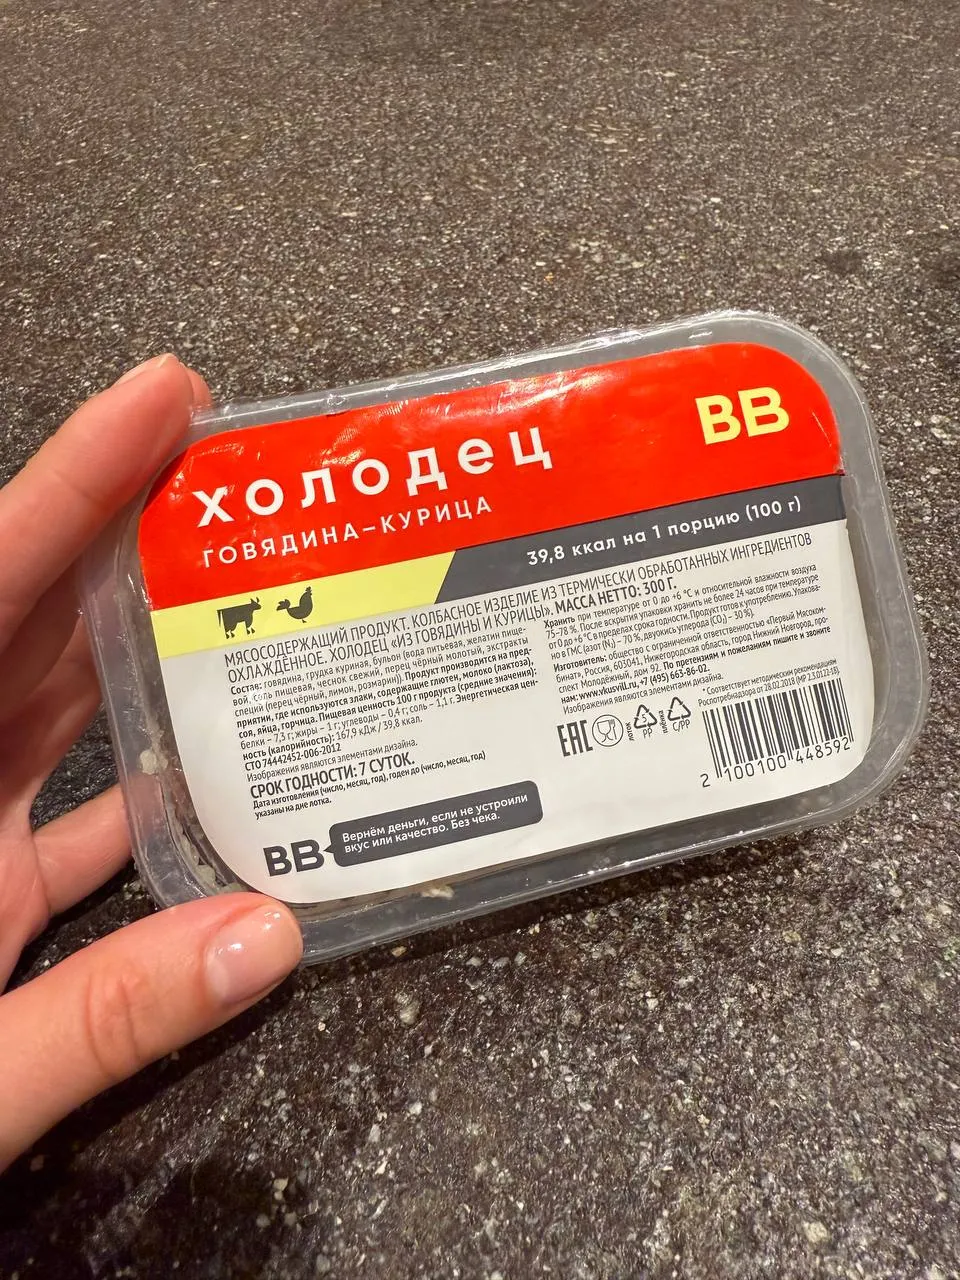 ХОЛОДЕЦ
ГОВЯДИНА–КУРИЦА
ВВ
39,8 ккал на 1 порцию (100 г)
МЯСОСОДЕРЖАЩИЙ ПРОДУКТ. КОЛБАСНОЕ ИЗДЕЛИЕ ИЗ ТЕРМИЧЕСКИ ОБРАБОТАННЫХ ИНГРЕДИЕНТОВ
ОХЛАЖДЁННОЕ. ХОЛОДЕЦ «ИЗ ГОВЯДИНЫ И КУРИЦЫ». МАССА НЕТТО: 300 Г.
Состав: говядина, грудка куриная, бульон (вода питьевая, желатин пище-
вой, соль пищевая, чеснок свежий, перец чёрный молотый, экстракты
специй (перец чёрный, лимон, розмарин)). Продукт производится на пред-
приятии, где используются злаки, содержащие глютен, молоко (лактоза),
соя, яйца, горчица. Пищевая ценность 100 г продукта (средние значения):
белки – 7,3 г; жиры – 1 г; углеводы – 0,4 г; соль – 1,1 г. Энергетическая цен-
ность (калорийность): 167,9 кДж / 39,8 ккал.
СТО 74442452-006-2012
Изображения являются элементами дизайна.
СРОК ГОДНОСТИ: 7 СУТОК.
Дата изготовления (число, месяц, год), годен до (число, месяц, год)
указаны на дне лотка.
ВВ
Вернём деньги, если не устроили
вкус или качество. Без чека.
Хранить при температуре от 0 до +6 °С и относительной влажности воздуха
75-78 %. После вскрытия упаковки хранить не более 24 часов при температуре
от 0 до +6 °С в пределах срока годности. Продукт готов к употреблению. Упакова-
но в ГМС (азот (N₂) – 70 %, двуокись углерода (CO₂) – 30 %).
Изготовитель: общество с ограниченной ответственностью «Первый Мясоком-
бинат», Россия, 603041, Нижегородская область, город Нижний Новгород, про-
спект Молодёжный, дом 92. По претензиям и пожеланиям пишите и звоните
нам: www.vkusvill.ru, +7 (495) 663-86-02.
Изображения являются элементами дизайна.
* Соответствует методическим рекомендациям
Роспотребнадзора от 28.02.2018 (МР 2.3.0122-18).
ЕАС
лоток
5
PP
плёнка
C/PP
2 100100 448592